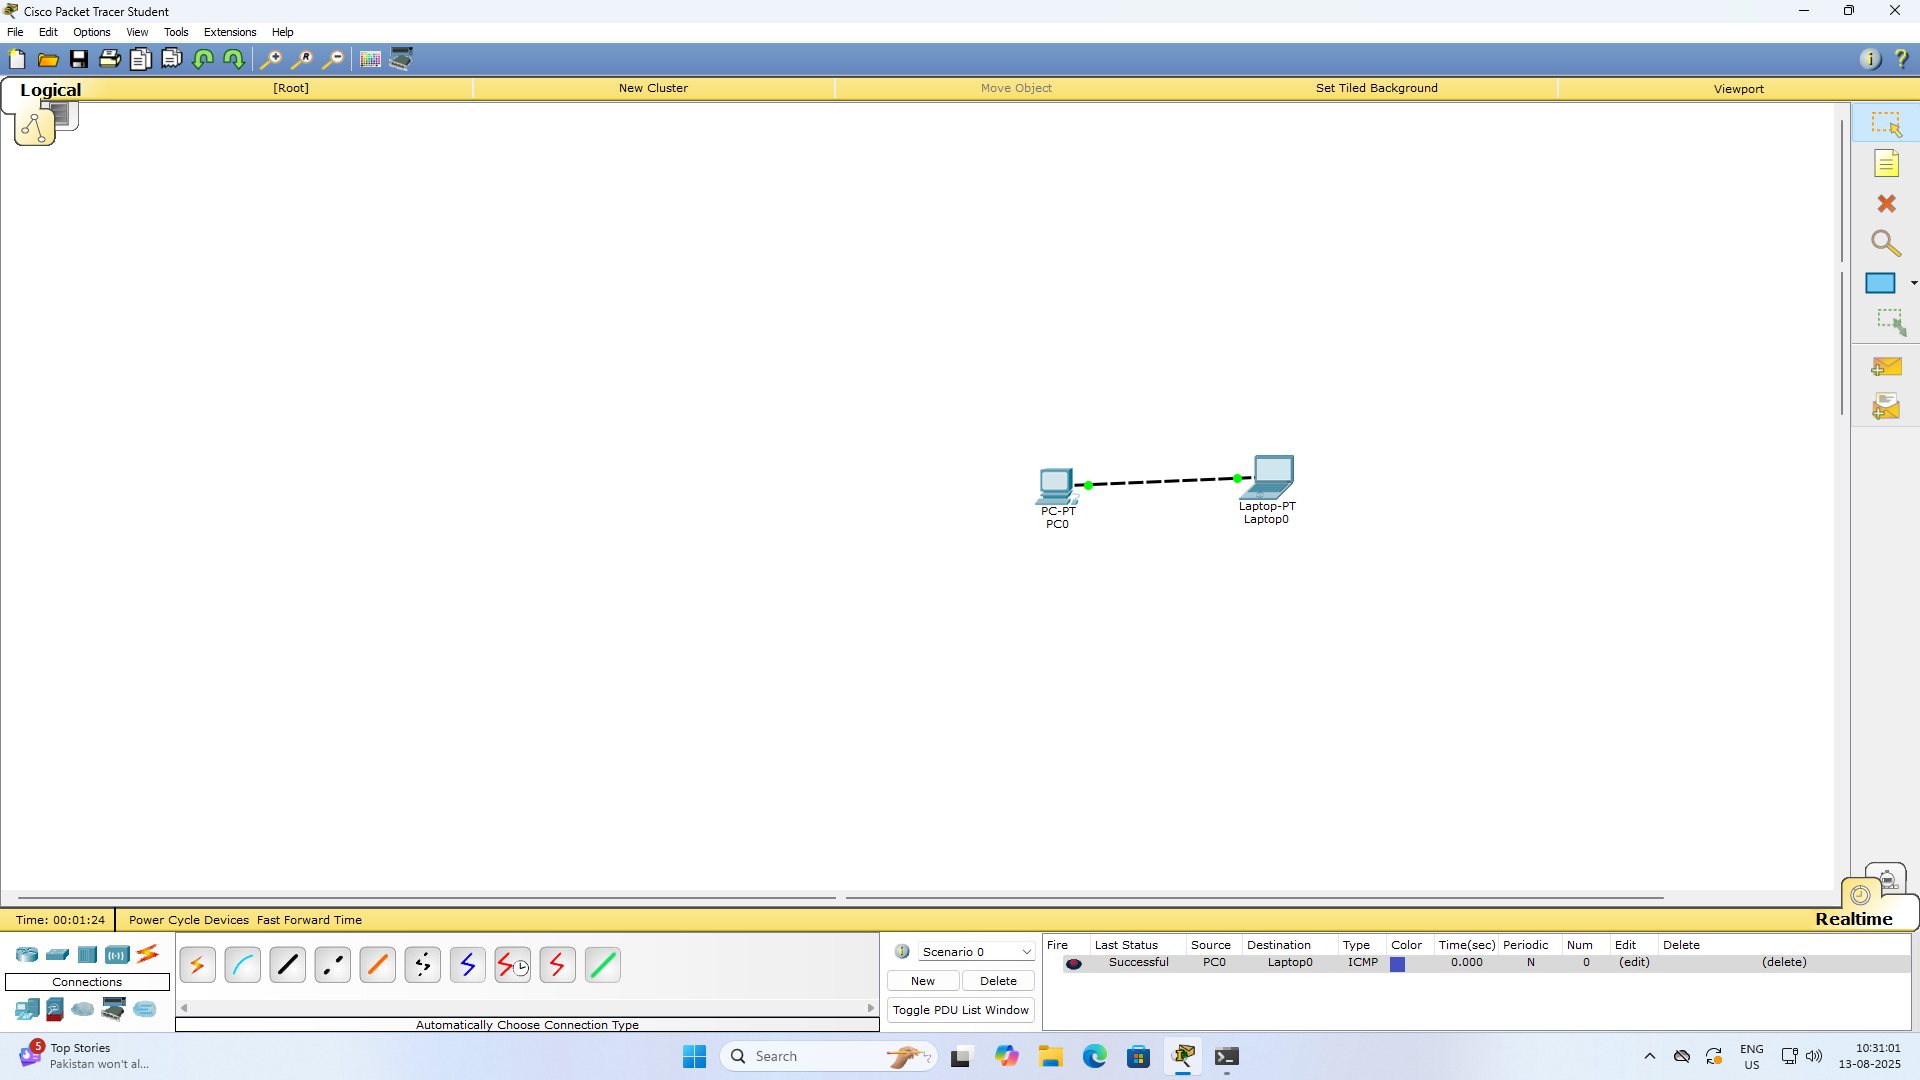 Cisco Packet Tracer Student
File Edit Options View Tools Extensions Help
Logical [Root] New Cluster Move Object Set Tiled Background Viewport
PC-PT
PC0
Laptop-PT
Laptop0
Time: 00:01:24 Power Cycle Devices Fast Forward Time
Realtime
Connections
Automatically Choose Connection Type
Scenario 0
New Delete
Toggle PDU List Window
Fire Last Status Source Destination Type Color Time(sec) Periodic Num Edit Delete
Successful PC0 Laptop0 ICMP 0.000 N 0 (edit) (delete)
5
Top Stories
Pakistan won't al...
Search
ENG
US
10:31:01
13-08-2025